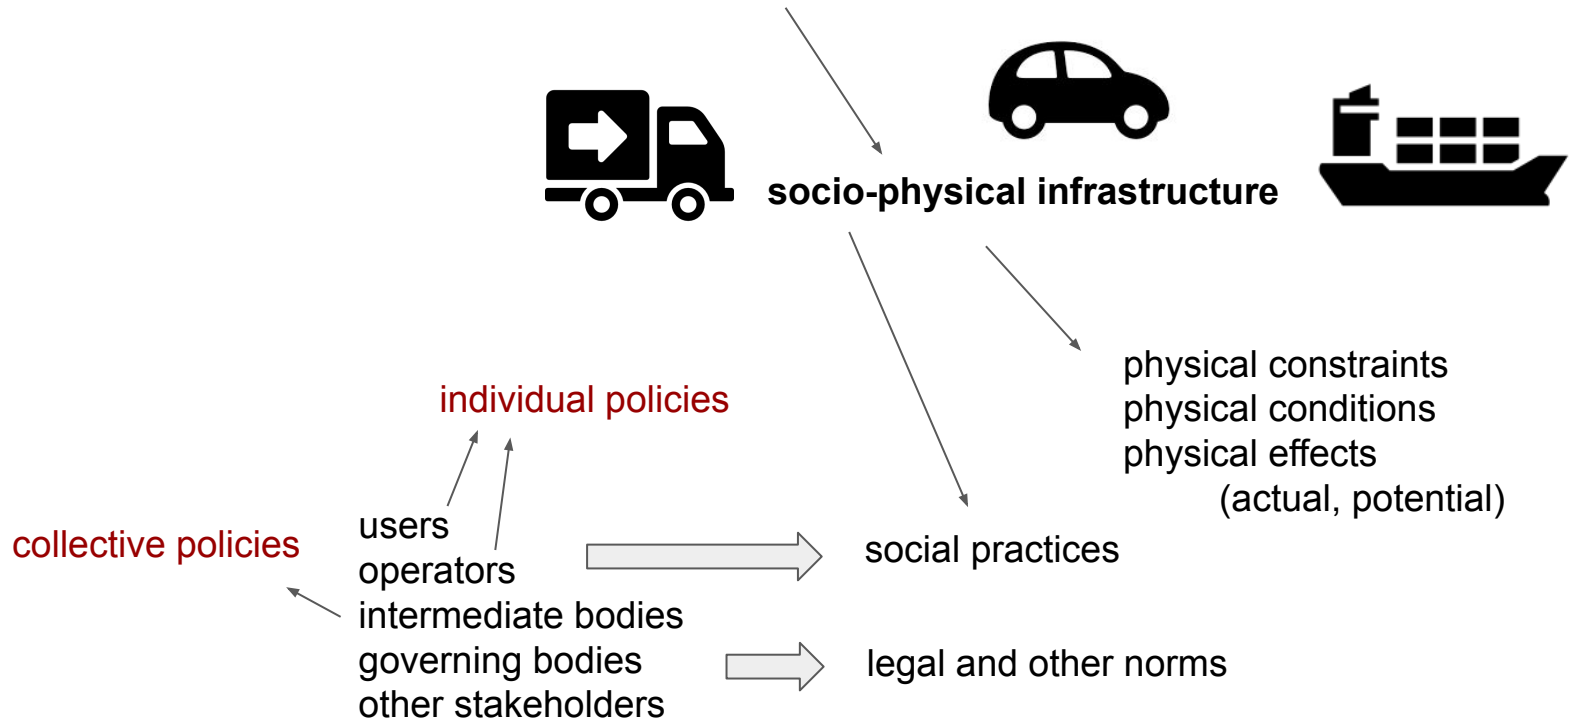 socio-physical infrastructure
physical constraints
physical conditions
physical effects
(actual, potential)
individual policies
collective policies
users
operators
intermediate bodies
governing bodies
other stakeholders
social practices
legal and other norms